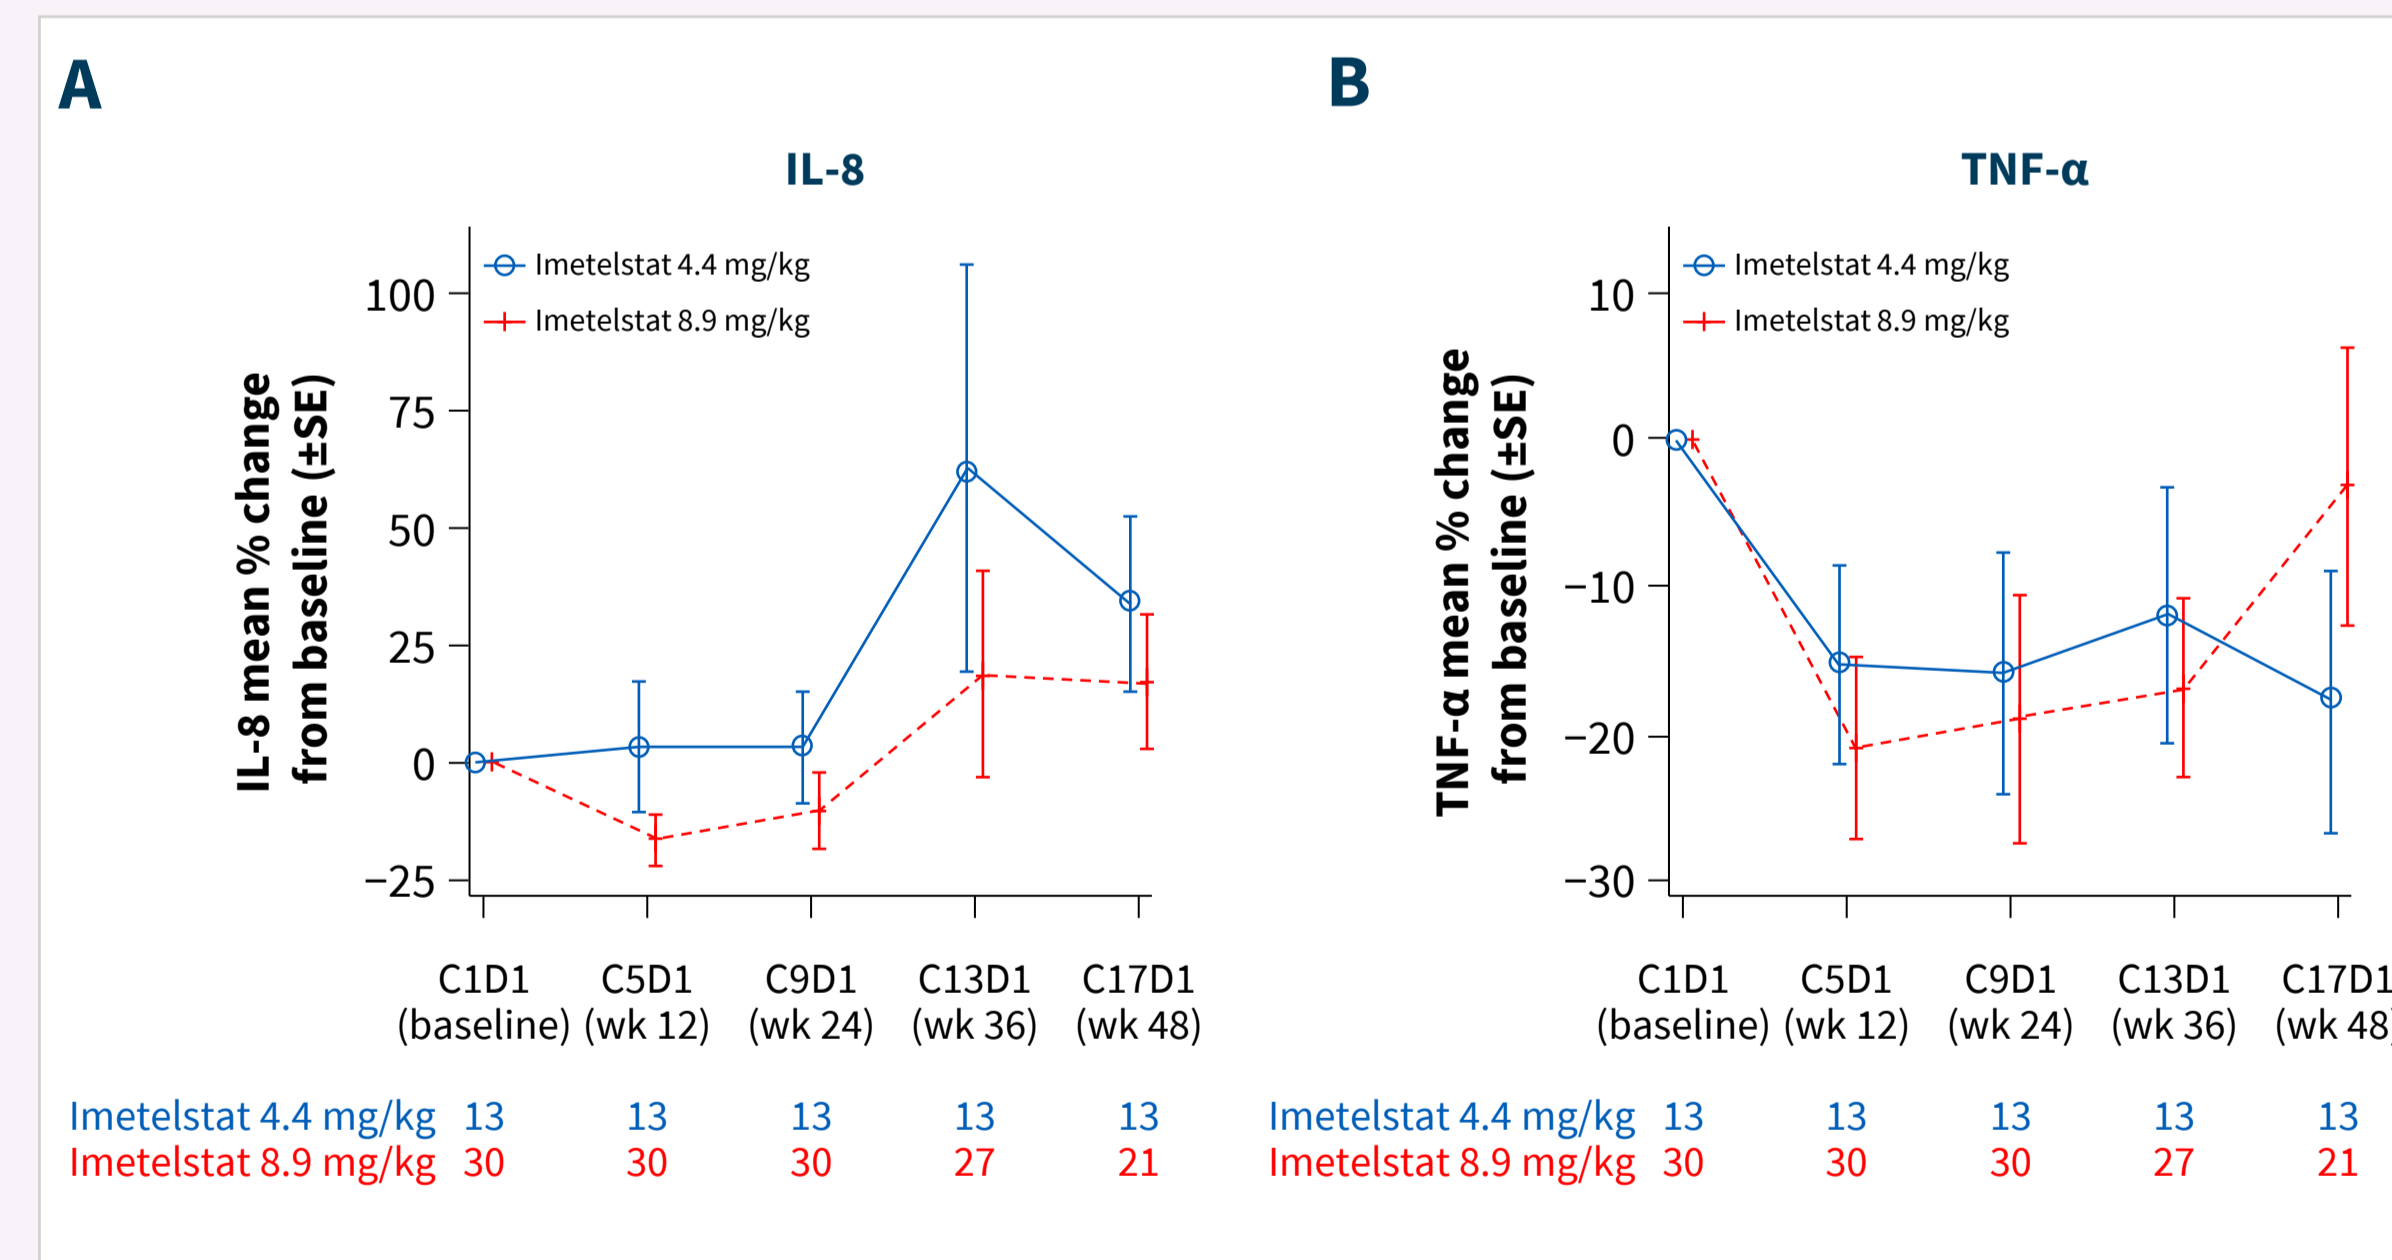 A
IL-8
Imetelstat 4.4 mg/kg
Imetelstat 8.9 mg/kg
IL-8 mean % change
from baseline (±SE)
100
75
50
25
0
−25
C1D1 C5D1 C9D1 C13D1 C17D1
(baseline) (wk 12) (wk 24) (wk 36) (wk 48)
Imetelstat 4.4 mg/kg 13 13 13 13 13
Imetelstat 8.9 mg/kg 30 30 30 27 21
B
TNF-α
Imetelstat 4.4 mg/kg
Imetelstat 8.9 mg/kg
TNF-α mean % change
from baseline (±SE)
10
0
−10
−20
−30
C1D1 C5D1 C9D1 C13D1 C17D1
(baseline) (wk 12) (wk 24) (wk 36) (wk 48)
Imetelstat 4.4 mg/kg 13 13 13 13 13
Imetelstat 8.9 mg/kg 30 30 30 27 21